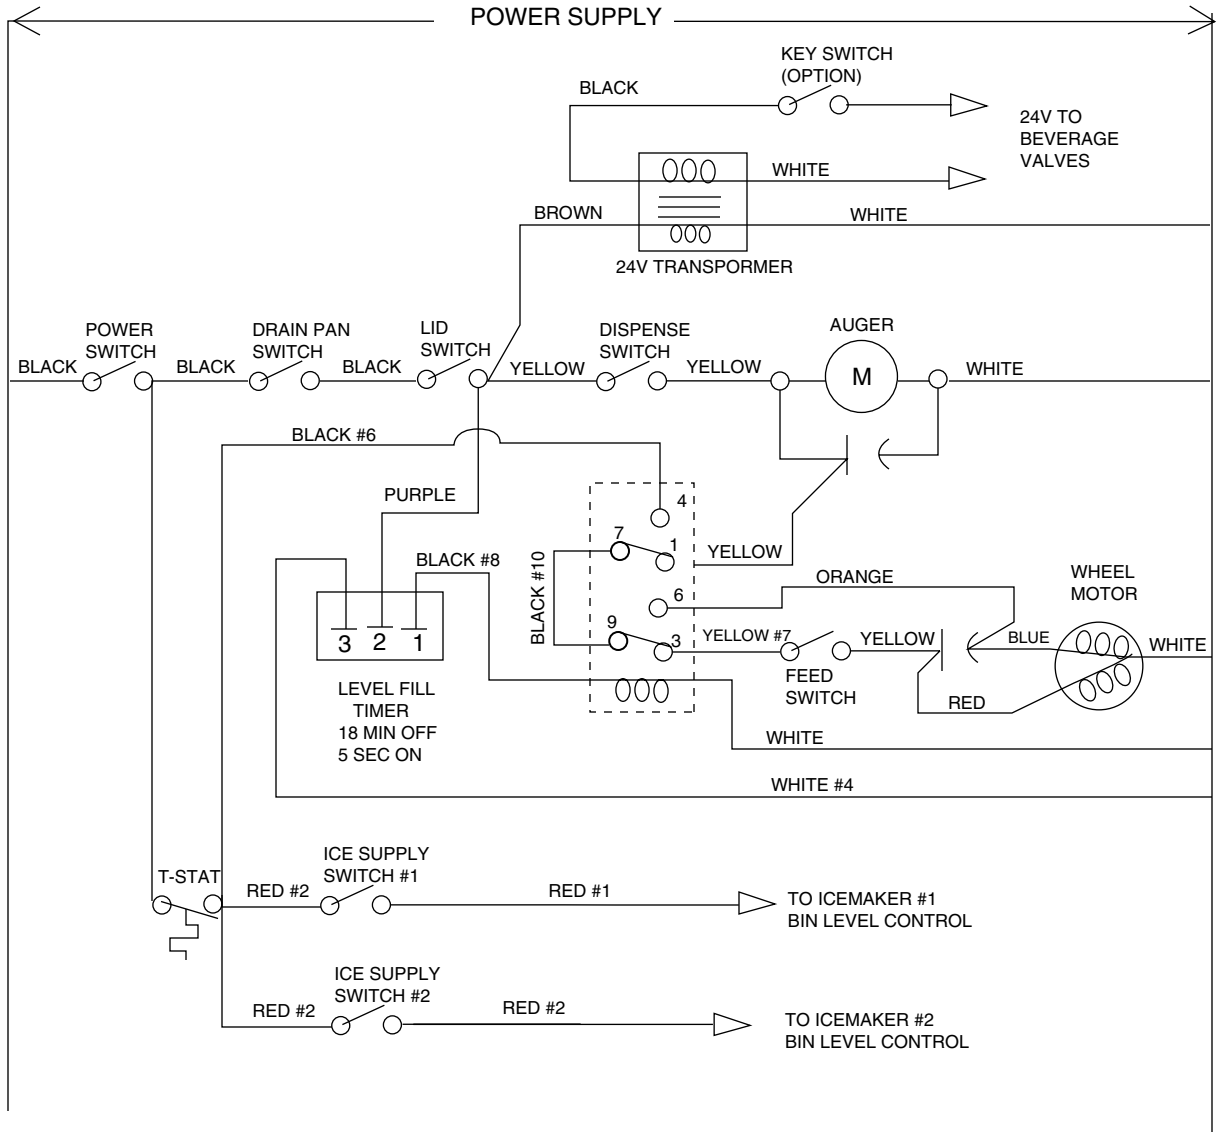 POWER SUPPLY
KEY SWITCH
(OPTION)
BLACK
24V TO
BEVERAGE
VALVES
WHITE
BROWN
WHITE
24V TRANSPORMER
POWER
SWITCH
DRAIN PAN
SWITCH
LID
SWITCH
DISPENSE
SWITCH
AUGER
BLACK
BLACK
BLACK
YELLOW
YELLOW
M
WHITE
BLACK #6
PURPLE
4
7
1
YELLOW
BLACK #8
BLACK #10
ORANGE
WHEEL
MOTOR
6
9
3
YELLOW #7
YELLOW
BLUE
WHITE
3 2 1
FEED
SWITCH
RED
LEVEL FILL
TIMER
18 MIN OFF
5 SEC ON
WHITE
WHITE #4
T-STAT
ICE SUPPLY
SWITCH #1
RED #2
RED #1
TO ICEMAKER #1
BIN LEVEL CONTROL
ICE SUPPLY
SWITCH #2
RED #2
RED #2
TO ICEMAKER #2
BIN LEVEL CONTROL